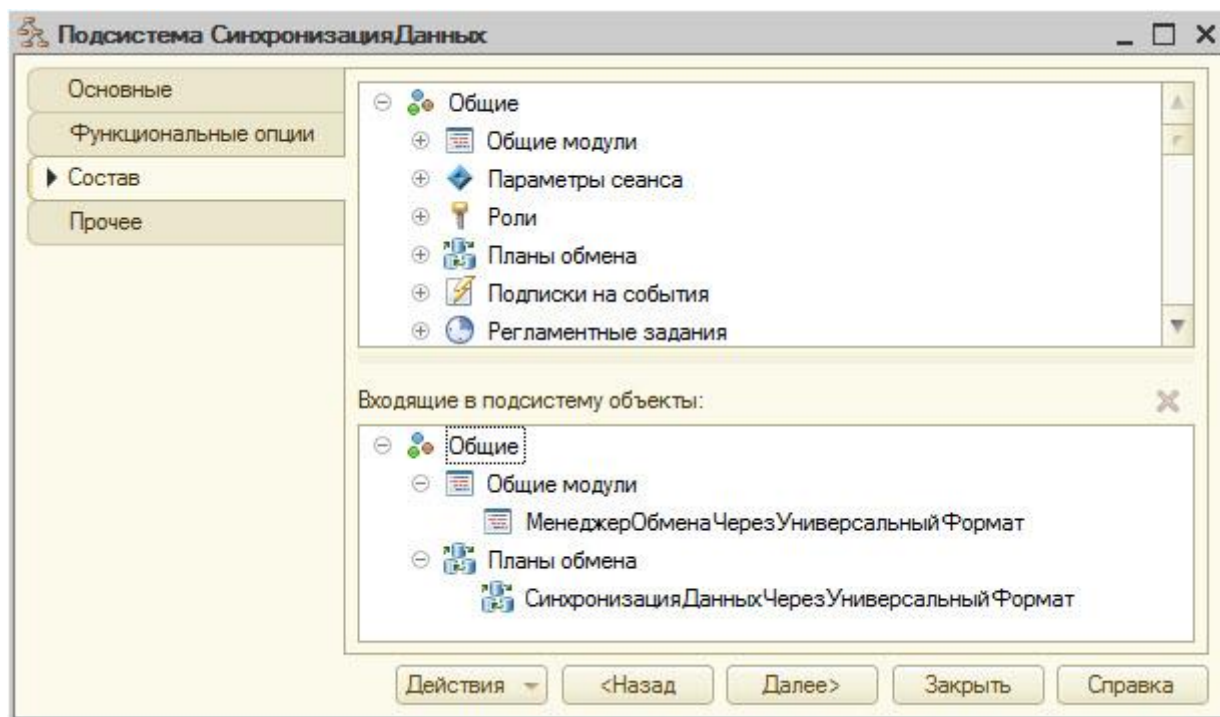 Подсистема СинхронизацияДанных
Основные
Функциональные опции
Состав
Прочее
Общие
Общие модули
Параметры сеанса
Роли
Планы обмена
Подписки на события
Регламентные задания
Входящие в подсистему объекты:
Общие
Общие модули
МенеджерОбменаЧерезУниверсальныйФормат
Планы обмена
СинхронизацияДанныхЧерезУниверсальныйФормат
Действия <Назад Далее> Закрыть Справка